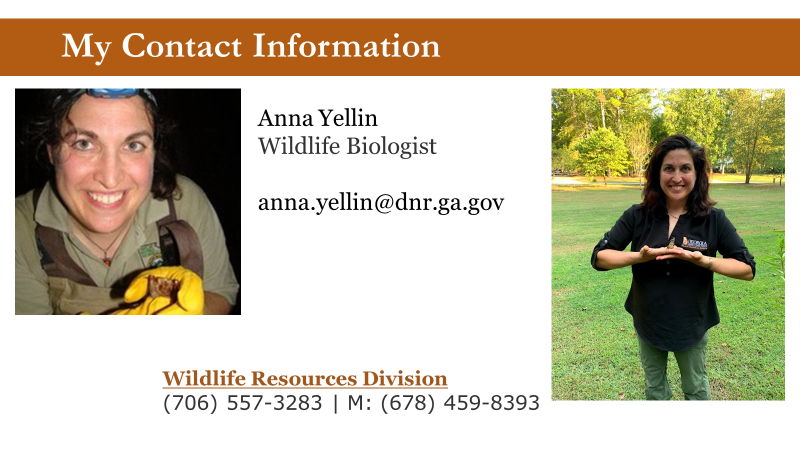 My Contact Information
Anna Yellin
Wildlife Biologist
anna.yellin@dnr.ga.gov
GEORGIA
Wildlife Resources Division
(706) 557-3283 | M: (678) 459-8393